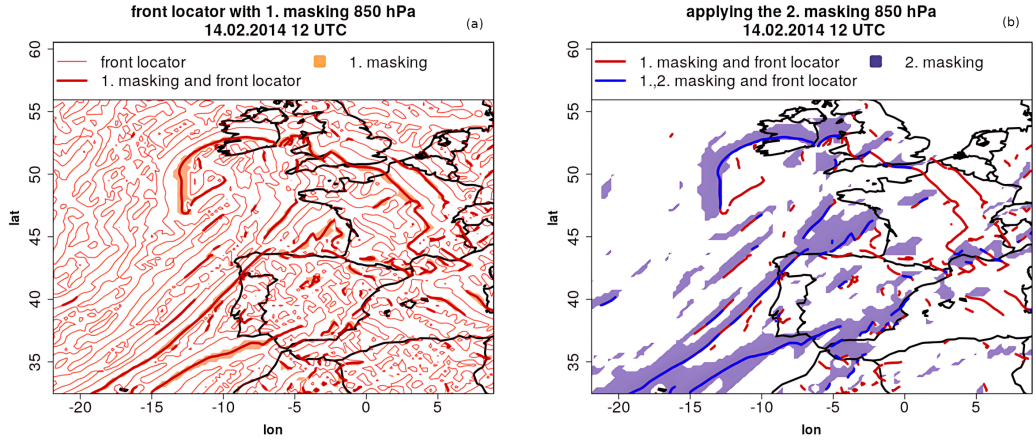 front locator with 1. masking 850 hPa
14.02.2014 12 UTC
(a)
front locator
1. masking
1. masking and front locator
60
55
50
45
40
35
lat
-20
-15
-10
-5
0
5
lon
applying the 2. masking 850 hPa
14.02.2014 12 UTC
(b)
1. masking and front locator
2. masking
1.,2. masking and front locator
60
55
50
45
40
35
lat
-20
-15
-10
-5
0
5
lon